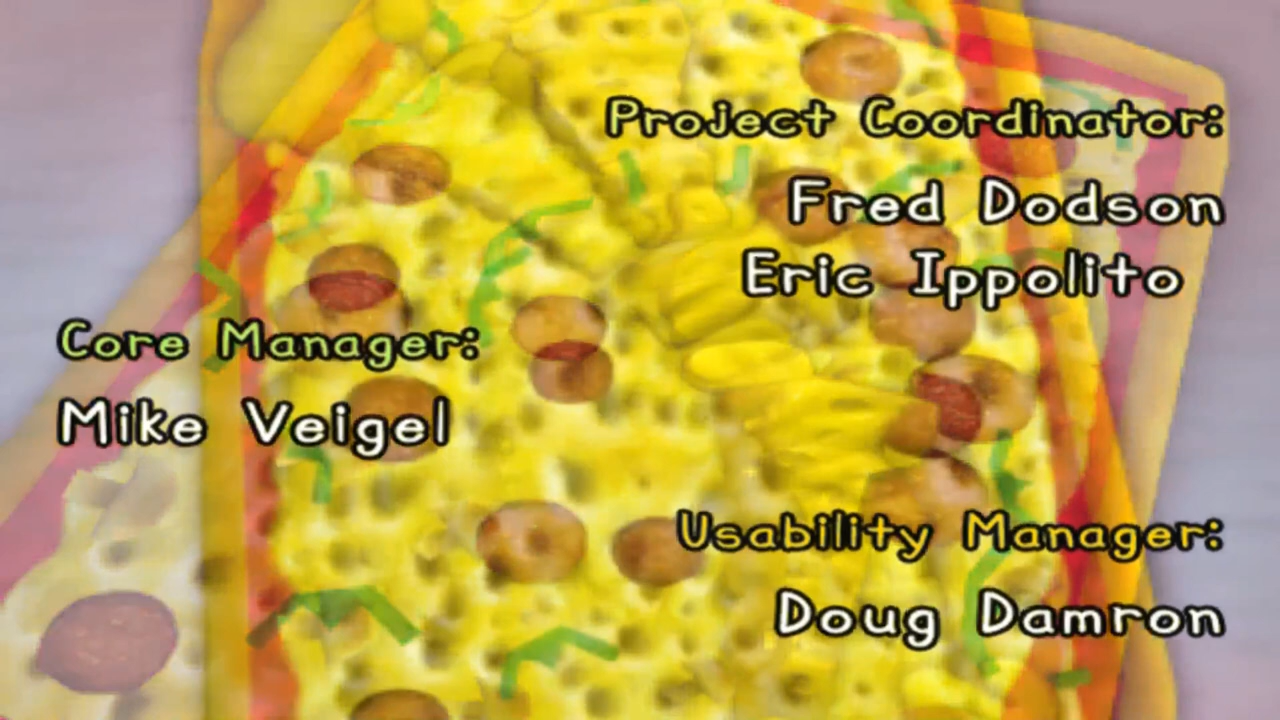 Project Coordinator:
Fred Dodson
Eric Ippolito
Core Manager:
Mike Veigel
Usability Manager:
Doug Damron